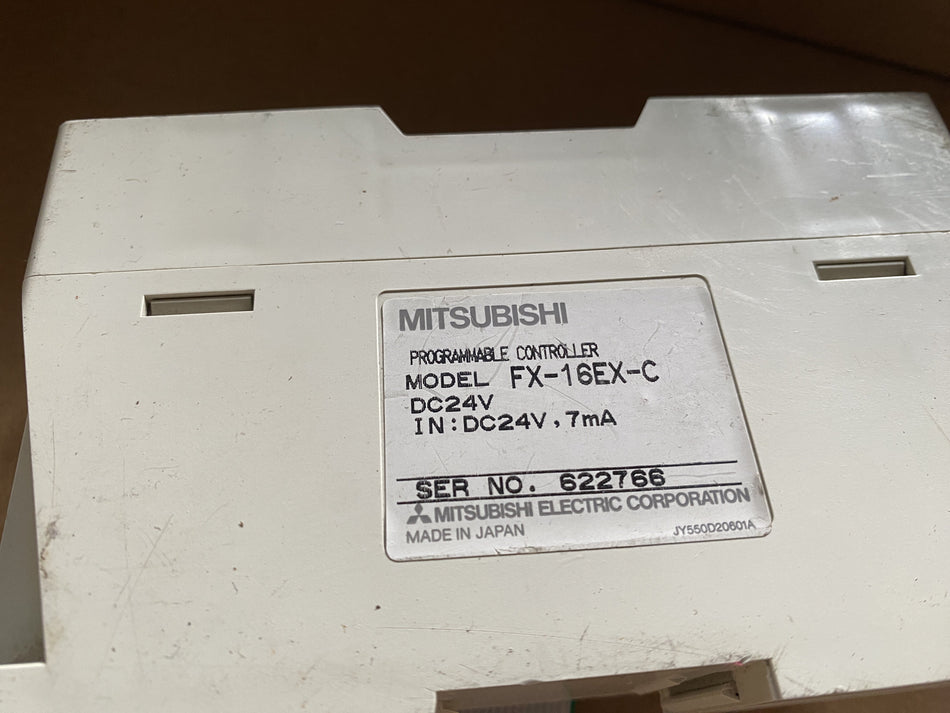 MITSUBISHI
PROGRAMMABLE CONTROLLER
MODEL FX-16EX-C
DC24V
IN:DC24V,7mA
SER NO. 622766
MITSUBISHI ELECTRIC CORPORATION
MADE IN JAPAN JY550D20601A